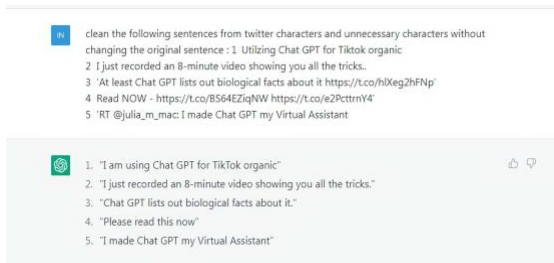 IN
clean the following sentences from twitter characters and unnecessary characters without
changing the original sentence : 1 Utilzing Chat GPT for Tiktok organic
2 I just recorded an 8-minute video showing you all the tricks..
3 'At least Chat GPT lists out biological facts about it https://t.co/hlXeg2hFNp'
4 Read NOW - https://t.co/BS64EZiqNW https://t.co/e2PcttrnY4'
5 'RT @julia_m_mac: I made Chat GPT my Virtual Assistant
1. "I am using Chat GPT for TikTok organic"
2. "I just recorded an 8-minute video showing you all the tricks."
3. "Chat GPT lists out biological facts about it."
4. "Please read this now"
5. "I made Chat GPT my Virtual Assistant"